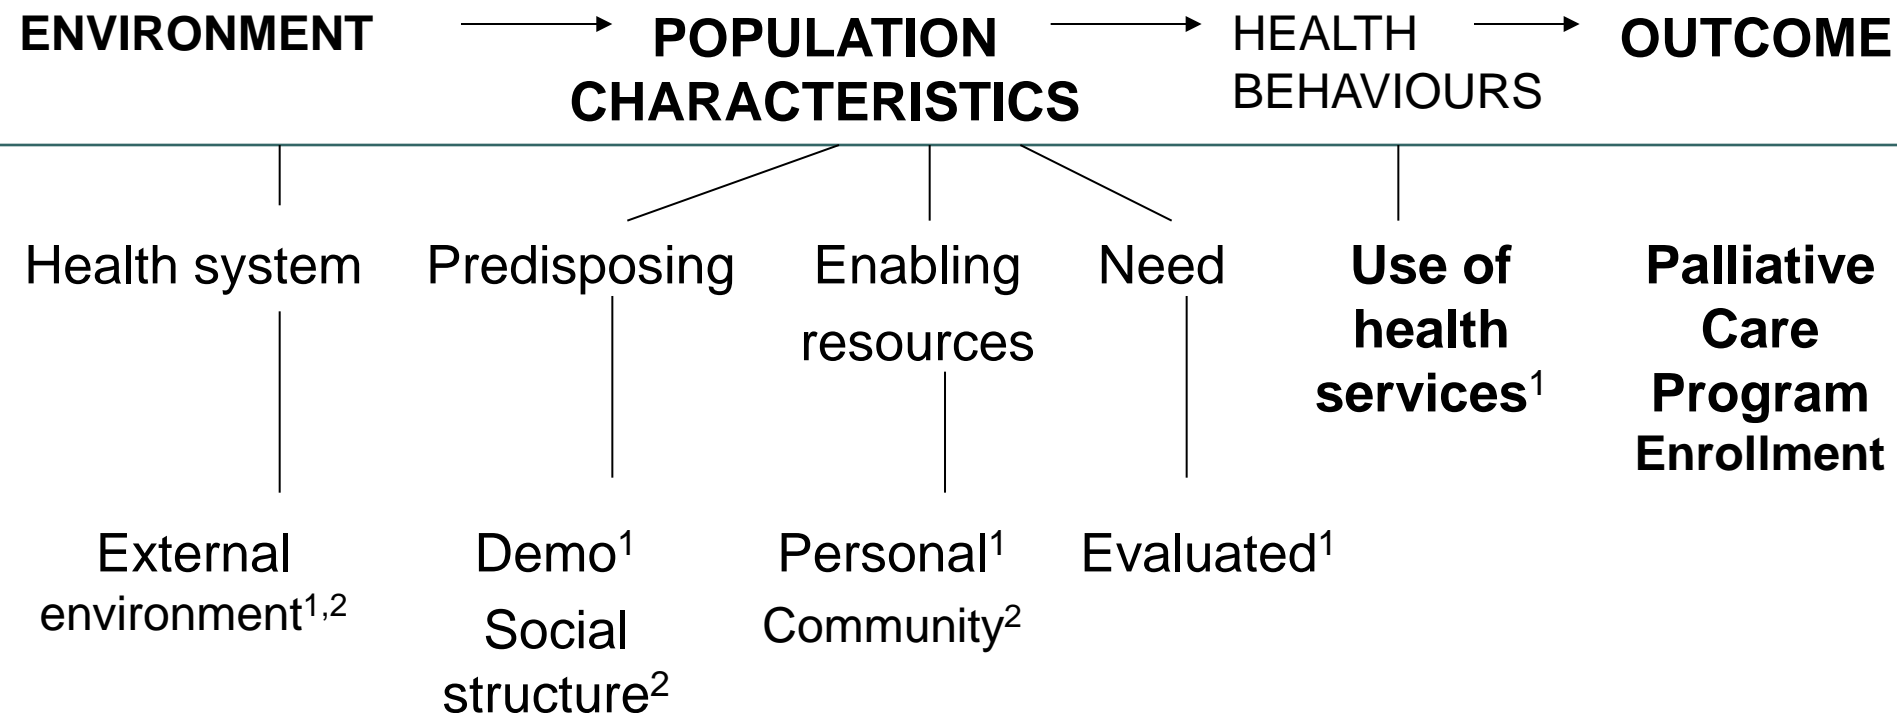 ENVIRONMENT
POPULATION
CHARACTERISTICS
HEALTH
BEHAVIOURS
OUTCOME
Health system
Predisposing
Enabling
resources
Need
Use of
health
services¹
Palliative
Care
Program
Enrollment
External
environment¹,²
Demo¹
Social
structure²
Personal¹
Community²
Evaluated¹